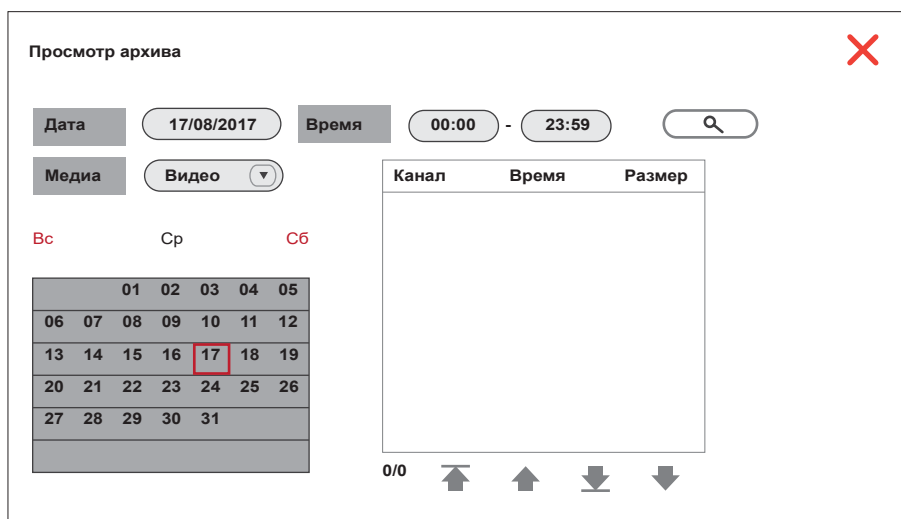 Просмотр архива
Дата 17/08/2017 Время 00:00 - 23:59
Медиа Видео
Канал Время Размер
Вс Ср Сб
01 02 03 04 05
06 07 08 09 10 11 12
13 14 15 16 17 18 19
20 21 22 23 24 25 26
27 28 29 30 31
0/0